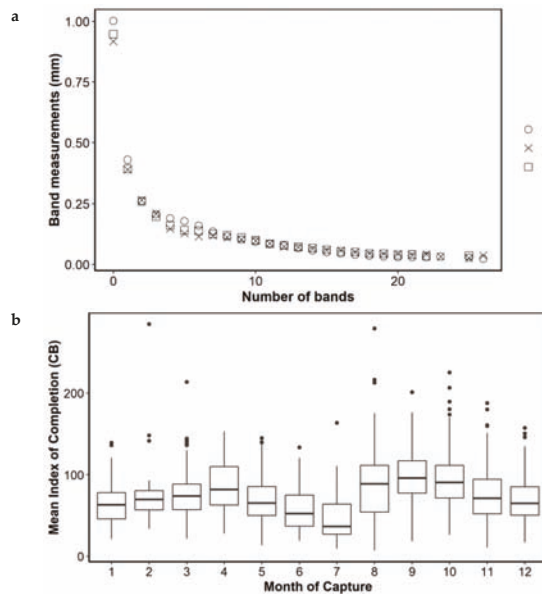 a
1.00
0.75
0.50
0.25
0.00
Band measurements (mm)
0 10 20
Number of bands
b
200
100
0
Mean Index of Completion (CB)
1 2 3 4 5 6 7 8 9 10 11 12
Month of Capture